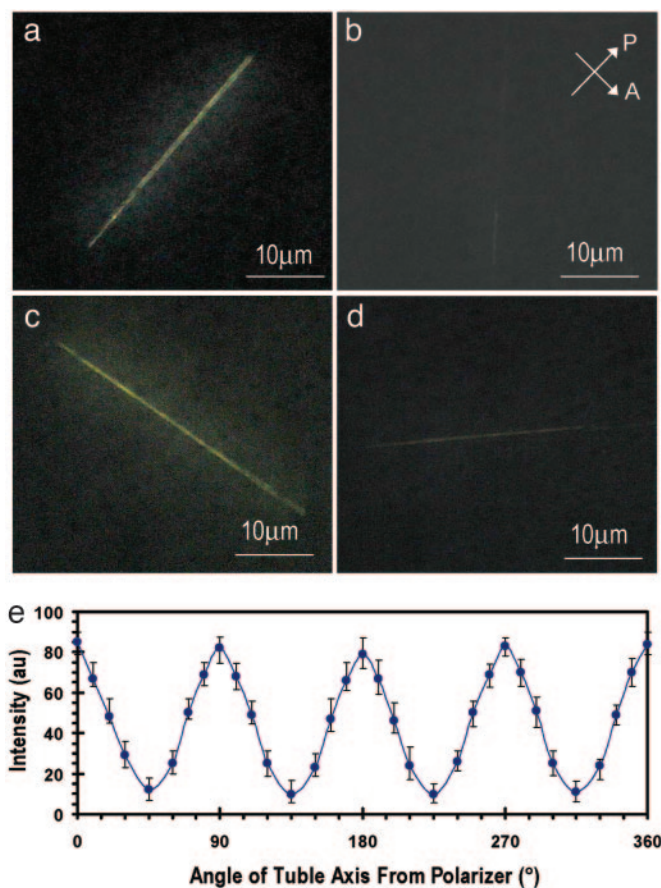 a
b
P
A
10μm
10μm
c
d
10μm
10μm
e
100
80
60
40
20
0
Intensity (au)
0 90 180 270 360
Angle of Tuble Axis From Polarizer (°)